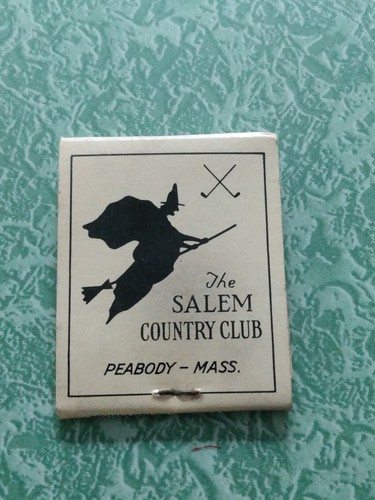 The
SALEM
COUNTRY CLUB
PEABODY - MASS.